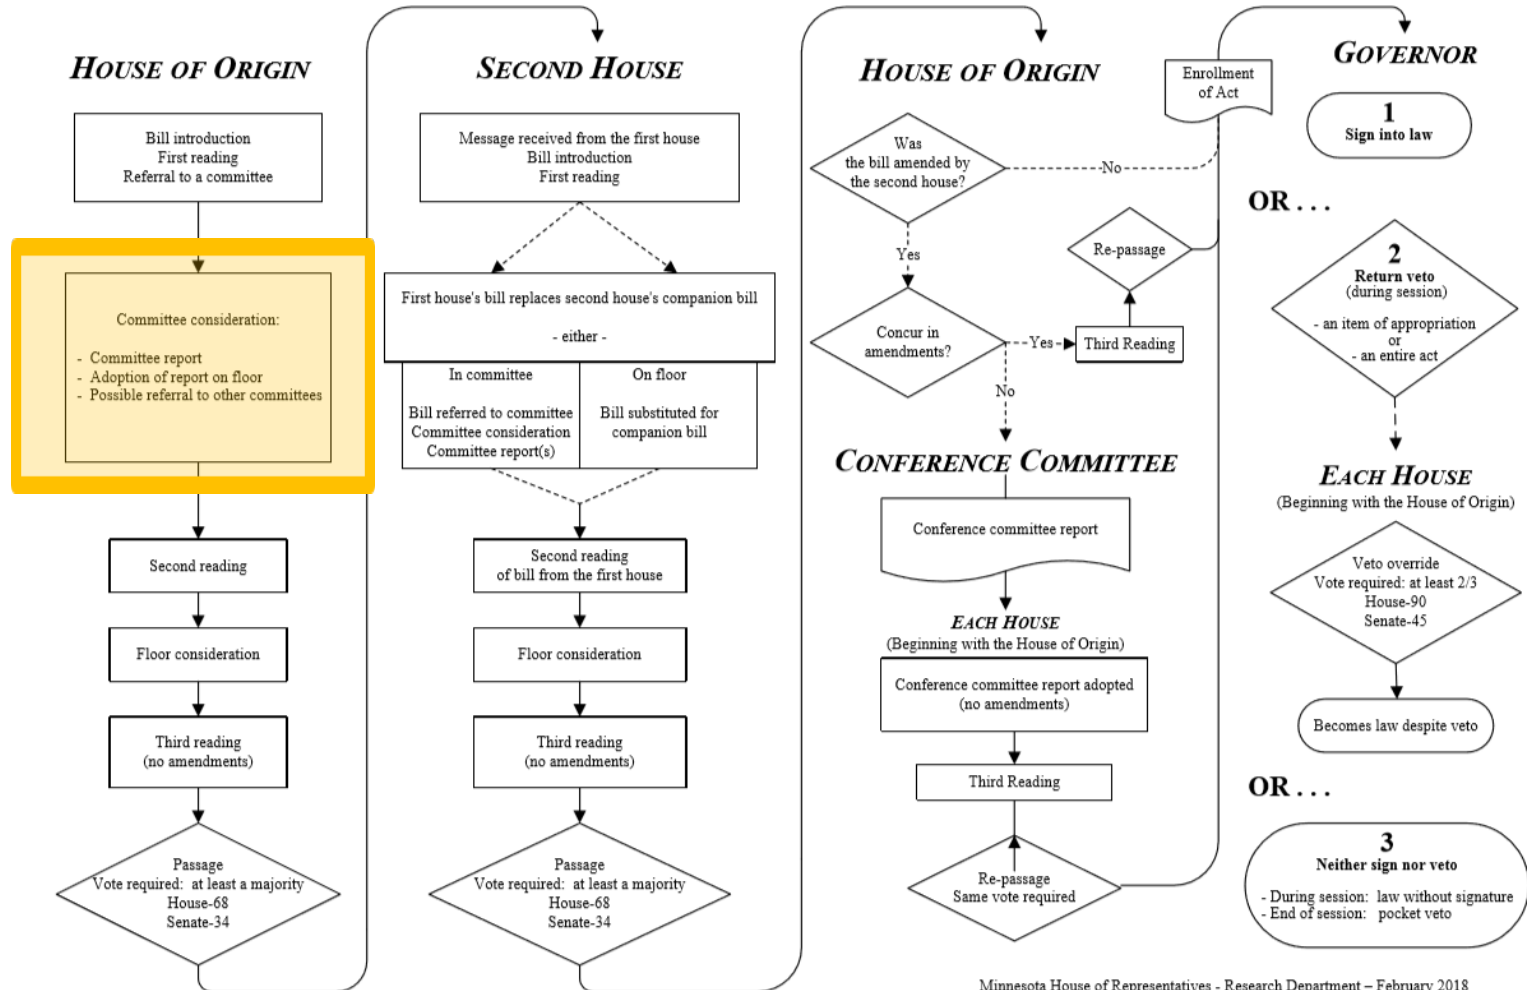 HOUSE OF ORIGIN
Bill introduction
First reading
Referral to a committee
Committee consideration:
- Committee report
- Adoption of report on floor
- Possible referral to other committees
Second reading
Floor consideration
Third reading
(no amendments)
Passage
Vote required: at least a majority
House-68
Senate-34
SECOND HOUSE
Message received from the first house
Bill introduction
First reading
First house's bill replaces second house's companion bill
- either -
In committee
Bill referred to committee
Committee consideration
Committee report(s)
On floor
Bill substituted for
companion bill
Second reading
of bill from the first house
Floor consideration
Third reading
(no amendments)
Passage
Vote required: at least a majority
House-68
Senate-34
HOUSE OF ORIGIN
Was
the bill amended by
the second house?
No
Yes
Enrollment
of Act
Concur in
amendments?
Yes
Third Reading
Re-passage
No
CONFERENCE COMMITTEE
Conference committee report
EACH HOUSE
(Beginning with the House of Origin)
Conference committee report adopted
(no amendments)
Third Reading
Re-passage
Same vote required
GOVERNOR
1
Sign into law
OR . . .
2
Return veto
(during session)
- an item of appropriation
or
- an entire act
EACH HOUSE
(Beginning with the House of Origin)
Veto override
Vote required: at least 2/3
House-90
Senate-45
Becomes law despite veto
OR . . .
3
Neither sign nor veto
- During session: law without signature
- End of session: pocket veto
Minnesota House of Representatives - Research Department – February 2018